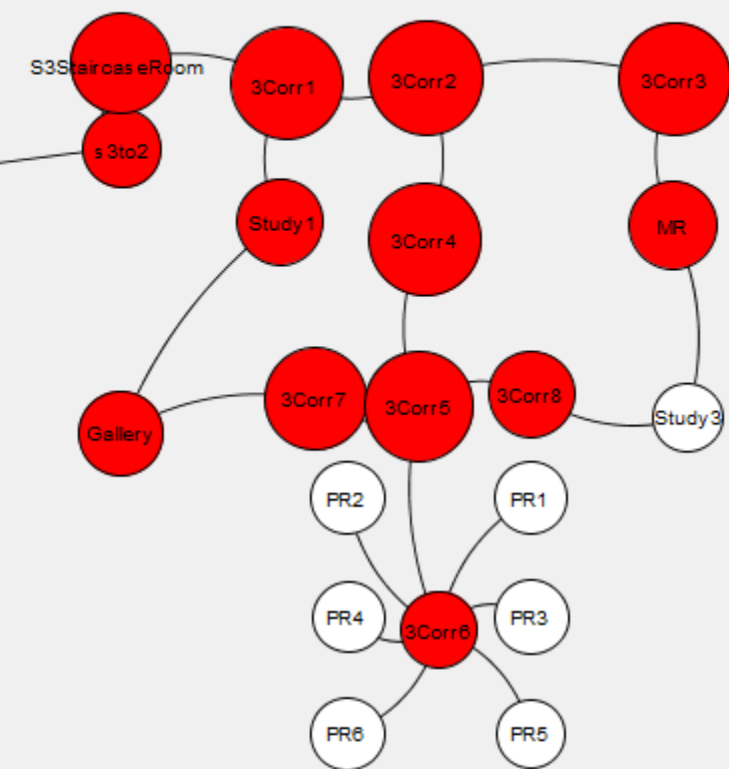 S3StaircaseRoom
3Corr1
3Corr2
3Corr3
s3to2
Study1
3Corr4
MR
Gallery
3Corr7
3Corr5
3Corr8
Study3
PR2
PR1
PR4
3Corr6
PR3
PR6
PR5